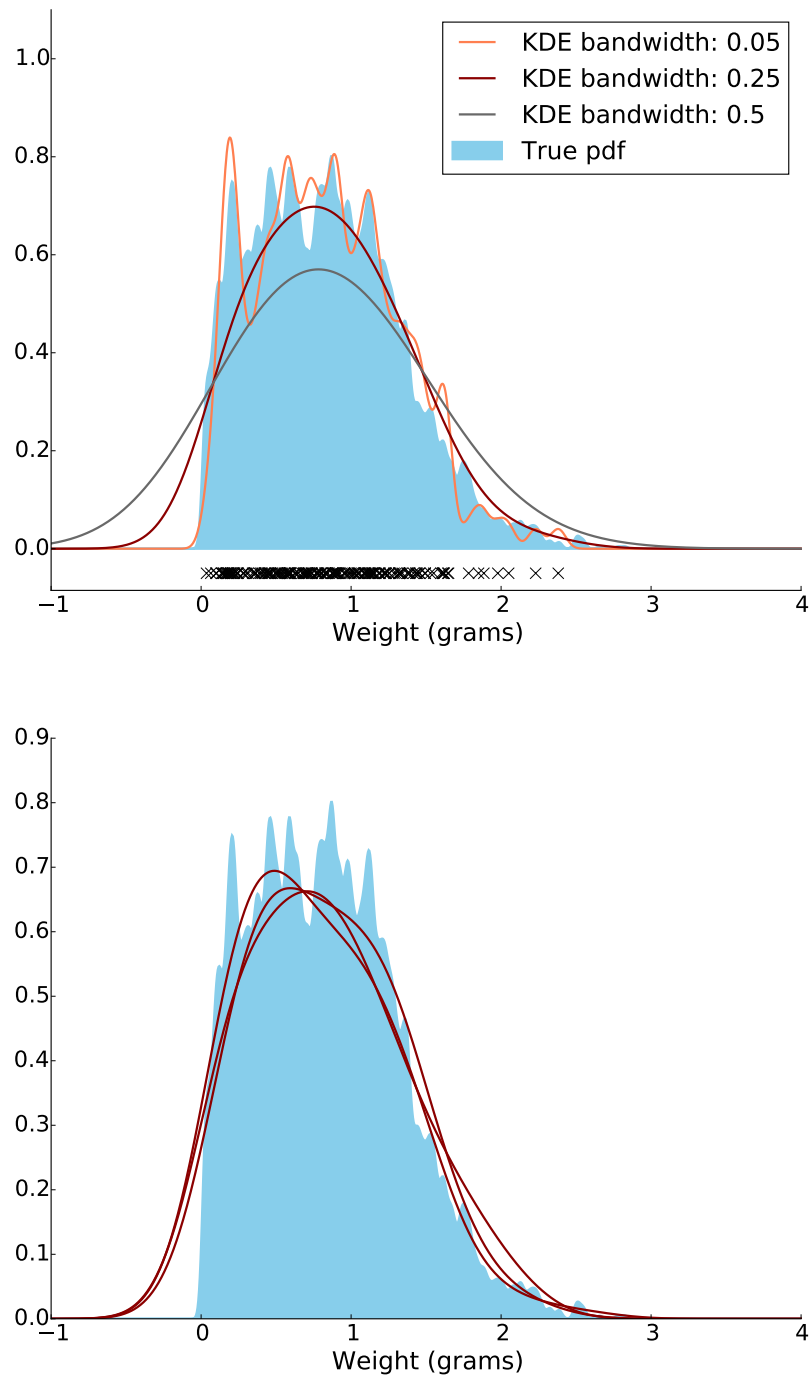 1.0
0.8
0.6
0.4
0.2
0.0
KDE bandwidth: 0.05
KDE bandwidth: 0.25
KDE bandwidth: 0.5
True pdf
−1 0 1 2 3 4
Weight (grams)
0.9
0.8
0.7
0.6
0.5
0.4
0.3
0.2
0.1
0.0
−1 0 1 2 3 4
Weight (grams)